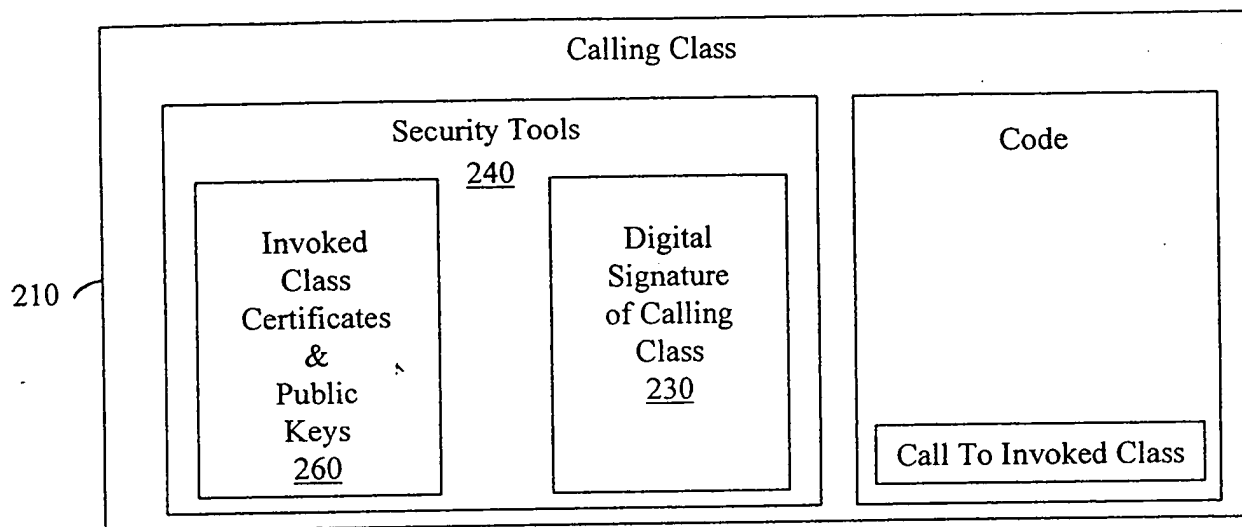 Calling Class
Security Tools
240
Code
Invoked
Class
Certificates
&
Public
Keys
260
Digital
Signature
of Calling
Class
230
210
Call To Invoked Class